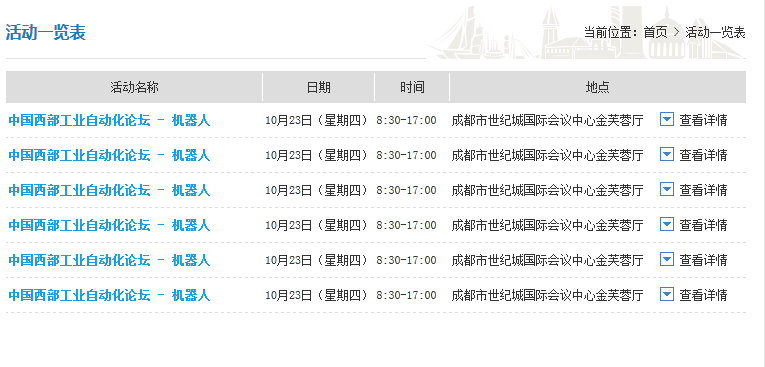 活动一览表
当前位置：首页 > 活动一览表
活动名称 日期 时间 地点
中国西部工业自动化论坛 － 机器人 10月23日（星期四） 8:30-17:00 成都市世纪城国际会议中心金芙蓉厅 查看详情
中国西部工业自动化论坛 － 机器人 10月23日（星期四） 8:30-17:00 成都市世纪城国际会议中心金芙蓉厅 查看详情
中国西部工业自动化论坛 － 机器人 10月23日（星期四） 8:30-17:00 成都市世纪城国际会议中心金芙蓉厅 查看详情
中国西部工业自动化论坛 － 机器人 10月23日（星期四） 8:30-17:00 成都市世纪城国际会议中心金芙蓉厅 查看详情
中国西部工业自动化论坛 － 机器人 10月23日（星期四） 8:30-17:00 成都市世纪城国际会议中心金芙蓉厅 查看详情
中国西部工业自动化论坛 － 机器人 10月23日（星期四） 8:30-17:00 成都市世纪城国际会议中心金芙蓉厅 查看详情